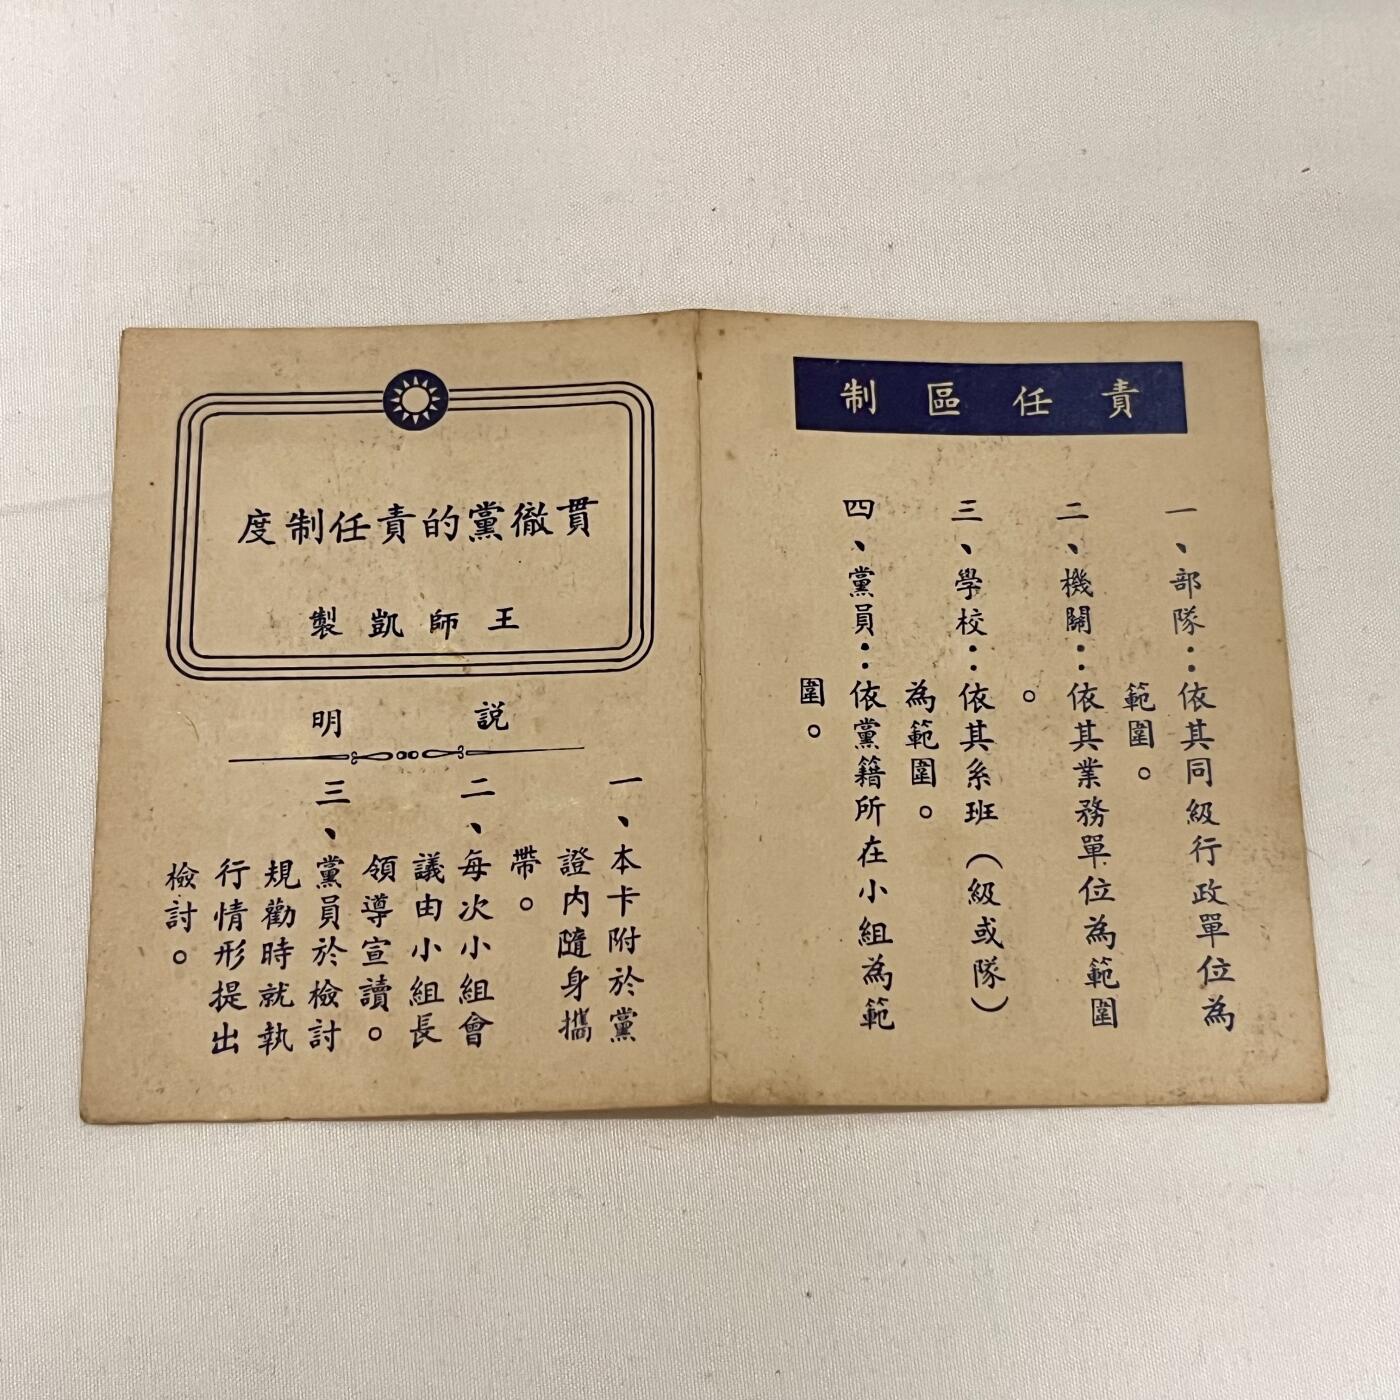 責任區制
一、部隊：依其同級行政單位為
範圍。
二、機關：依其業務單位為範圍
。
三、學校：依其系班（級或隊）
為範圍。
四、黨員：依黨籍所在小組為範
圍。
貫徹黨的責任制度
王師凱製
說明
一、本卡附於黨
證內隨身攜
帶。
二、每次小組會
議由小組長
領導宣讀。
三、黨員於檢討
規勸時就執
行情形提出
檢討。